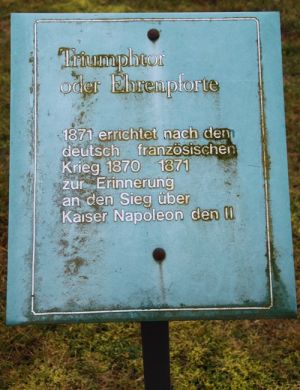 Triumphtor
oder Ehrenpforte
1871 errichtet nach den
deutsch französischen
Krieg 1870 1871
zur Erinnerung
an den Sieg über
Kaiser Napoleon den II